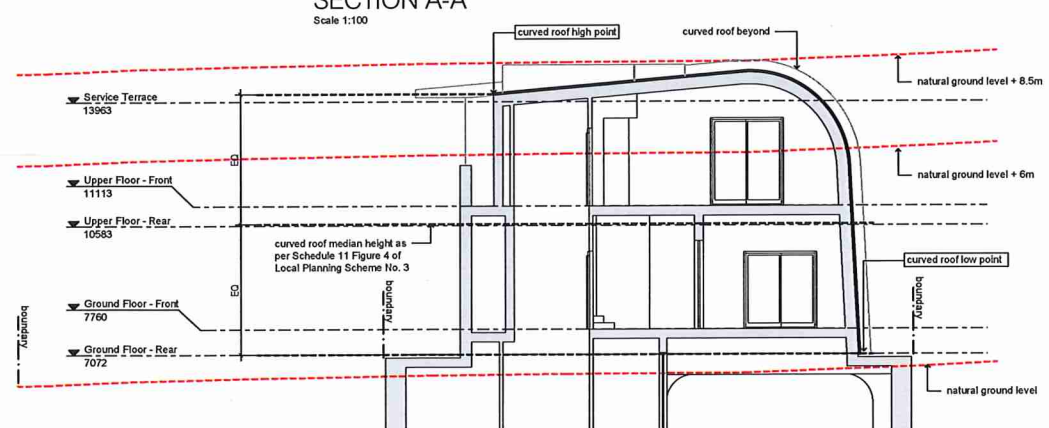 SECTION A-A
Scale 1:100
curved roof high point
curved roof beyond
natural ground level + 8.5m
Service Terrace
13963
EQ
natural ground level + 6m
Upper Floor - Front
11113
Upper Floor - Rear
10583
curved roof median height as
per Schedule 11 Figure 4 of
Local Planning Scheme No. 3
curved roof low point
EQ
boundary
boundary
boundary
Ground Floor - Front
7760
Ground Floor - Rear
7072
natural ground level